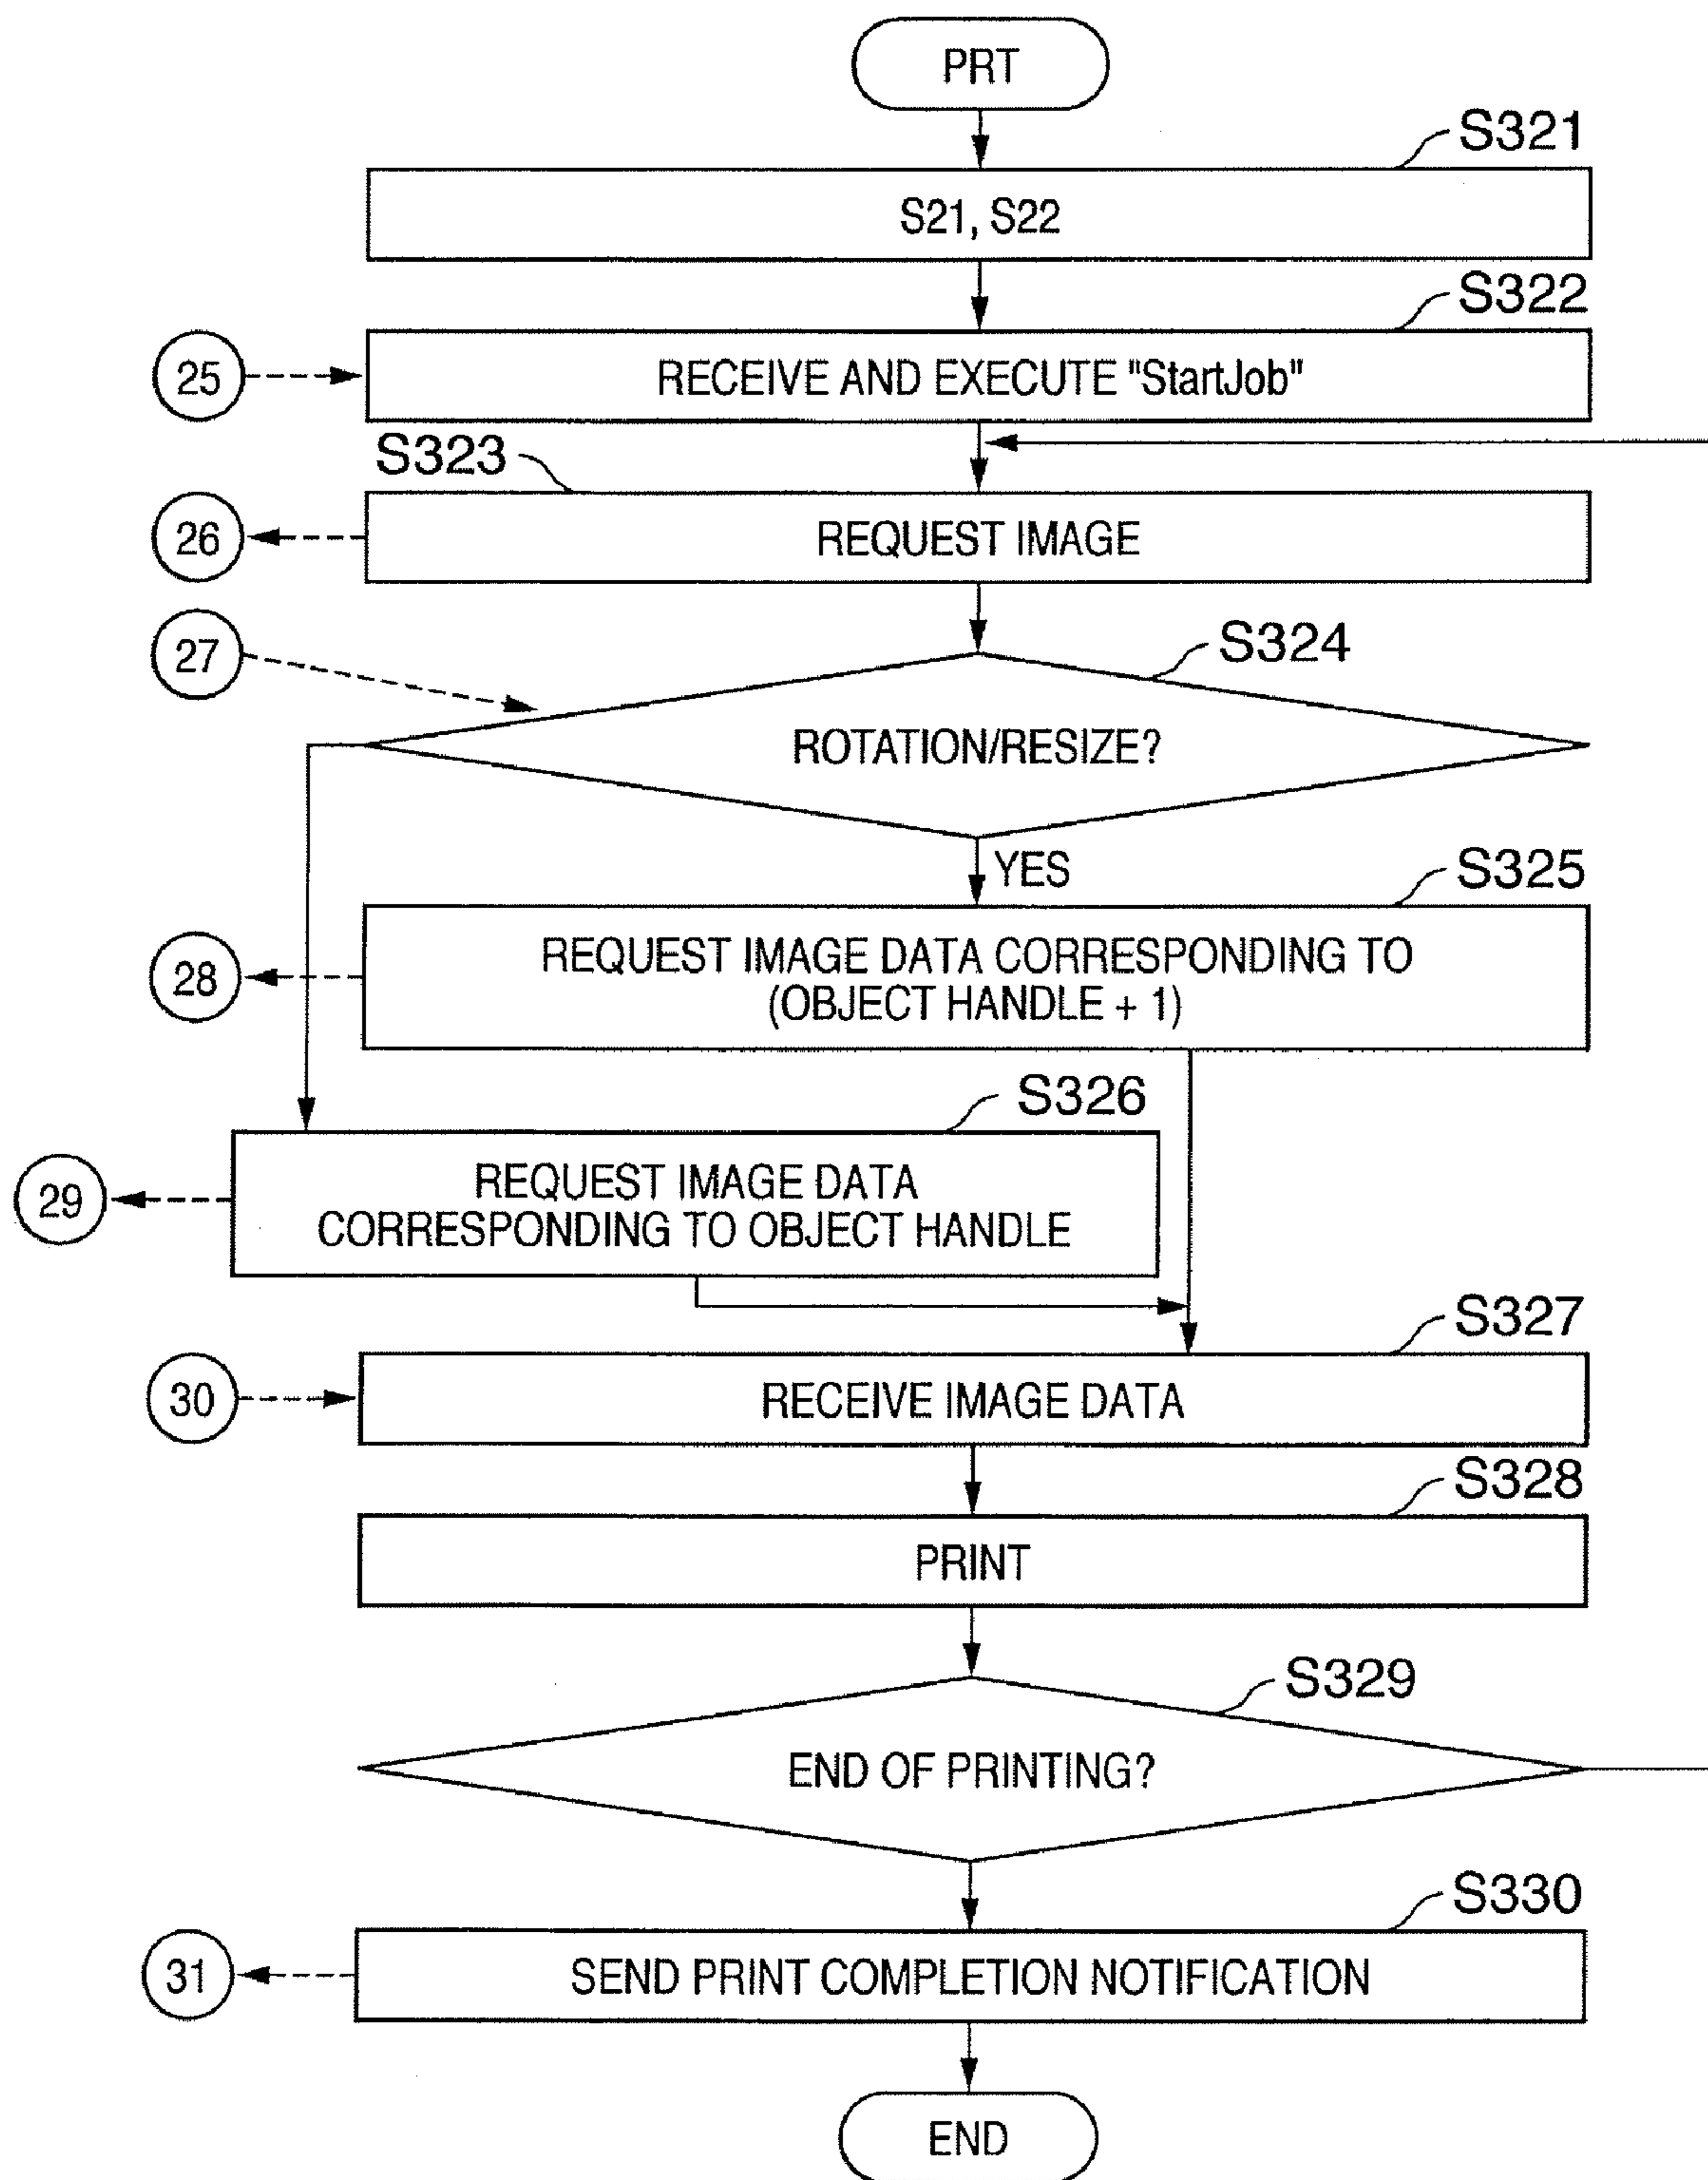 PRT
S321
S21, S22
S322
25
RECEIVE AND EXECUTE "StartJob"
S323
26
REQUEST IMAGE
27
S324
ROTATION/RESIZE?
YES
S325
28
REQUEST IMAGE DATA CORRESPONDING TO
(OBJECT HANDLE + 1)
S326
29
REQUEST IMAGE DATA
CORRESPONDING TO OBJECT HANDLE
S327
30
RECEIVE IMAGE DATA
S328
PRINT
S329
END OF PRINTING?
S330
31
SEND PRINT COMPLETION NOTIFICATION
END